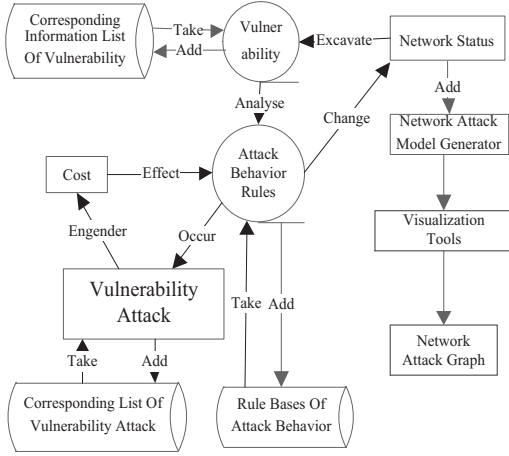 Corresponding
Information List
Of Vulnerability
Take
Add
Vulner
ability
Excavate
Network Status
Analyse
Change
Add
Network Attack
Model Generator
Attack
Behavior
Rules
Cost
Effect
Engender
Occur
Visualization
Tools
Vulnerability
Attack
Take
Add
Take
Add
Network
Attack Graph
Corresponding List Of
Vulnerability Attack
Rule Bases Of
Attack Behavior